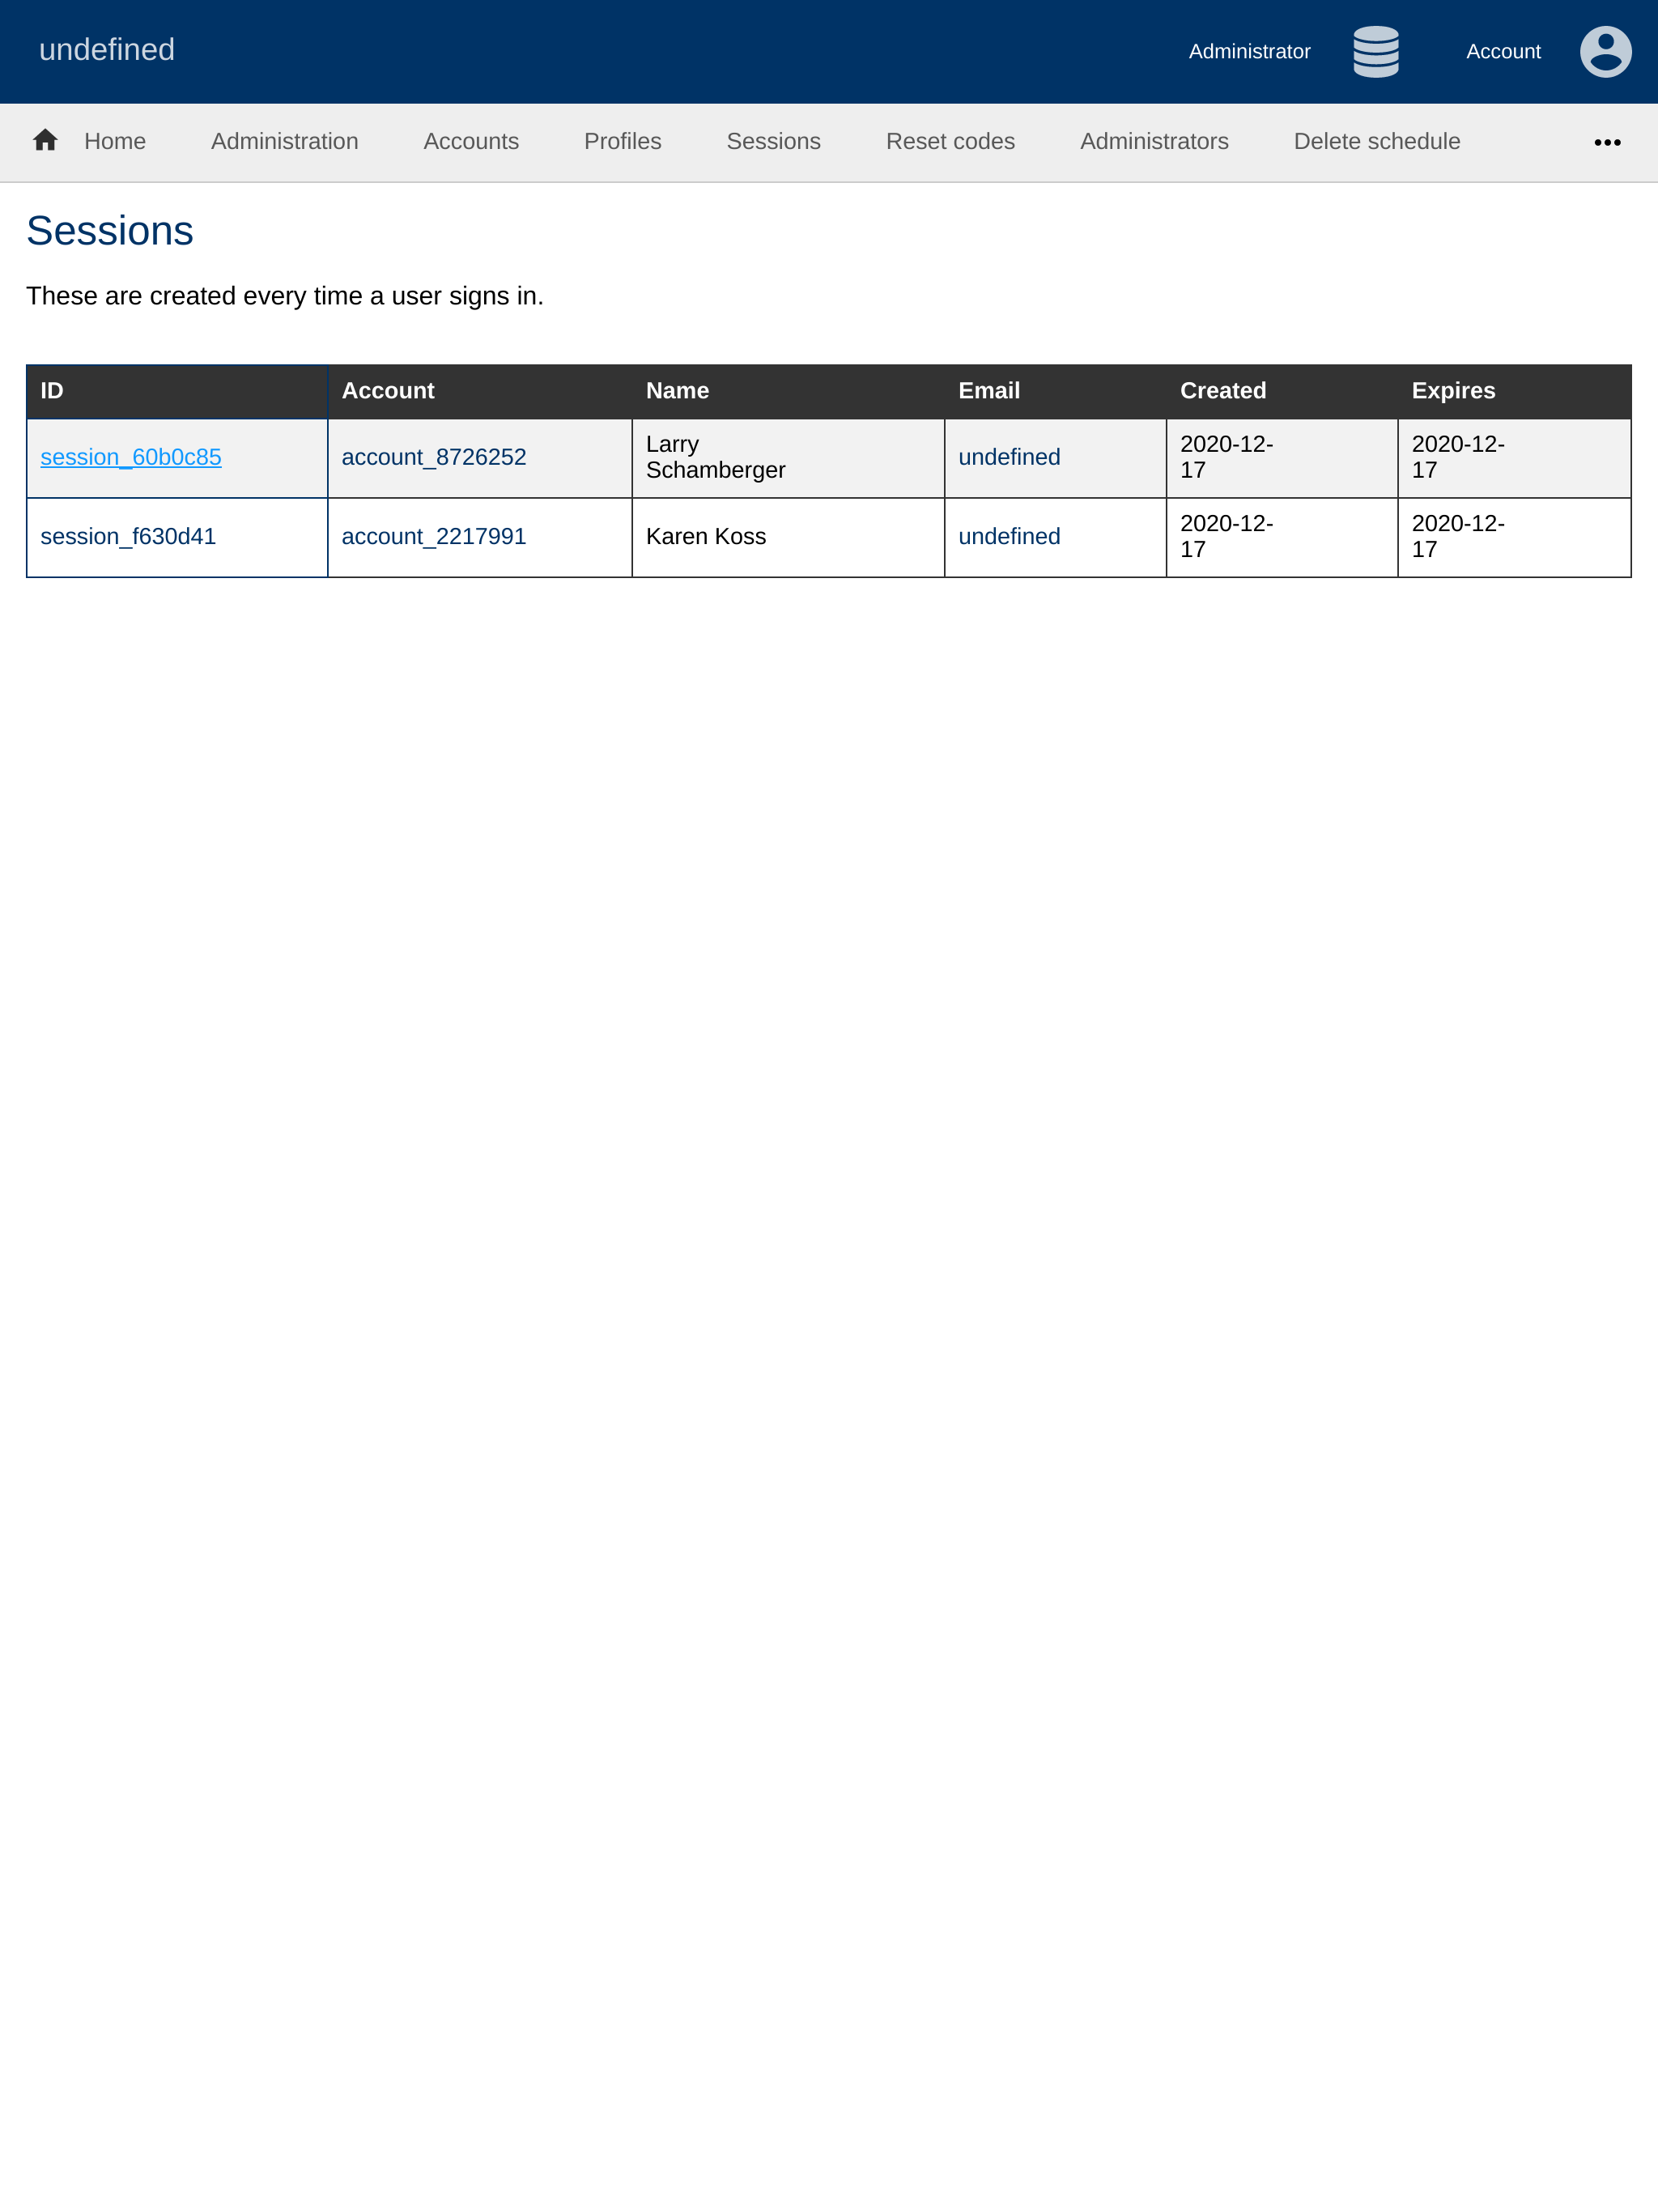 undefined
Administrator
Account
Home Administration Accounts Profiles Sessions Reset codes Administrators Delete schedule •••
Sessions
These are created every time a user signs in.
ID Account Name Email Created Expires
session_60b0c85 account_8726252 Larry Schamberger undefined 2020-12-17 2020-12-17
session_f630d41 account_2217991 Karen Koss undefined 2020-12-17 2020-12-17